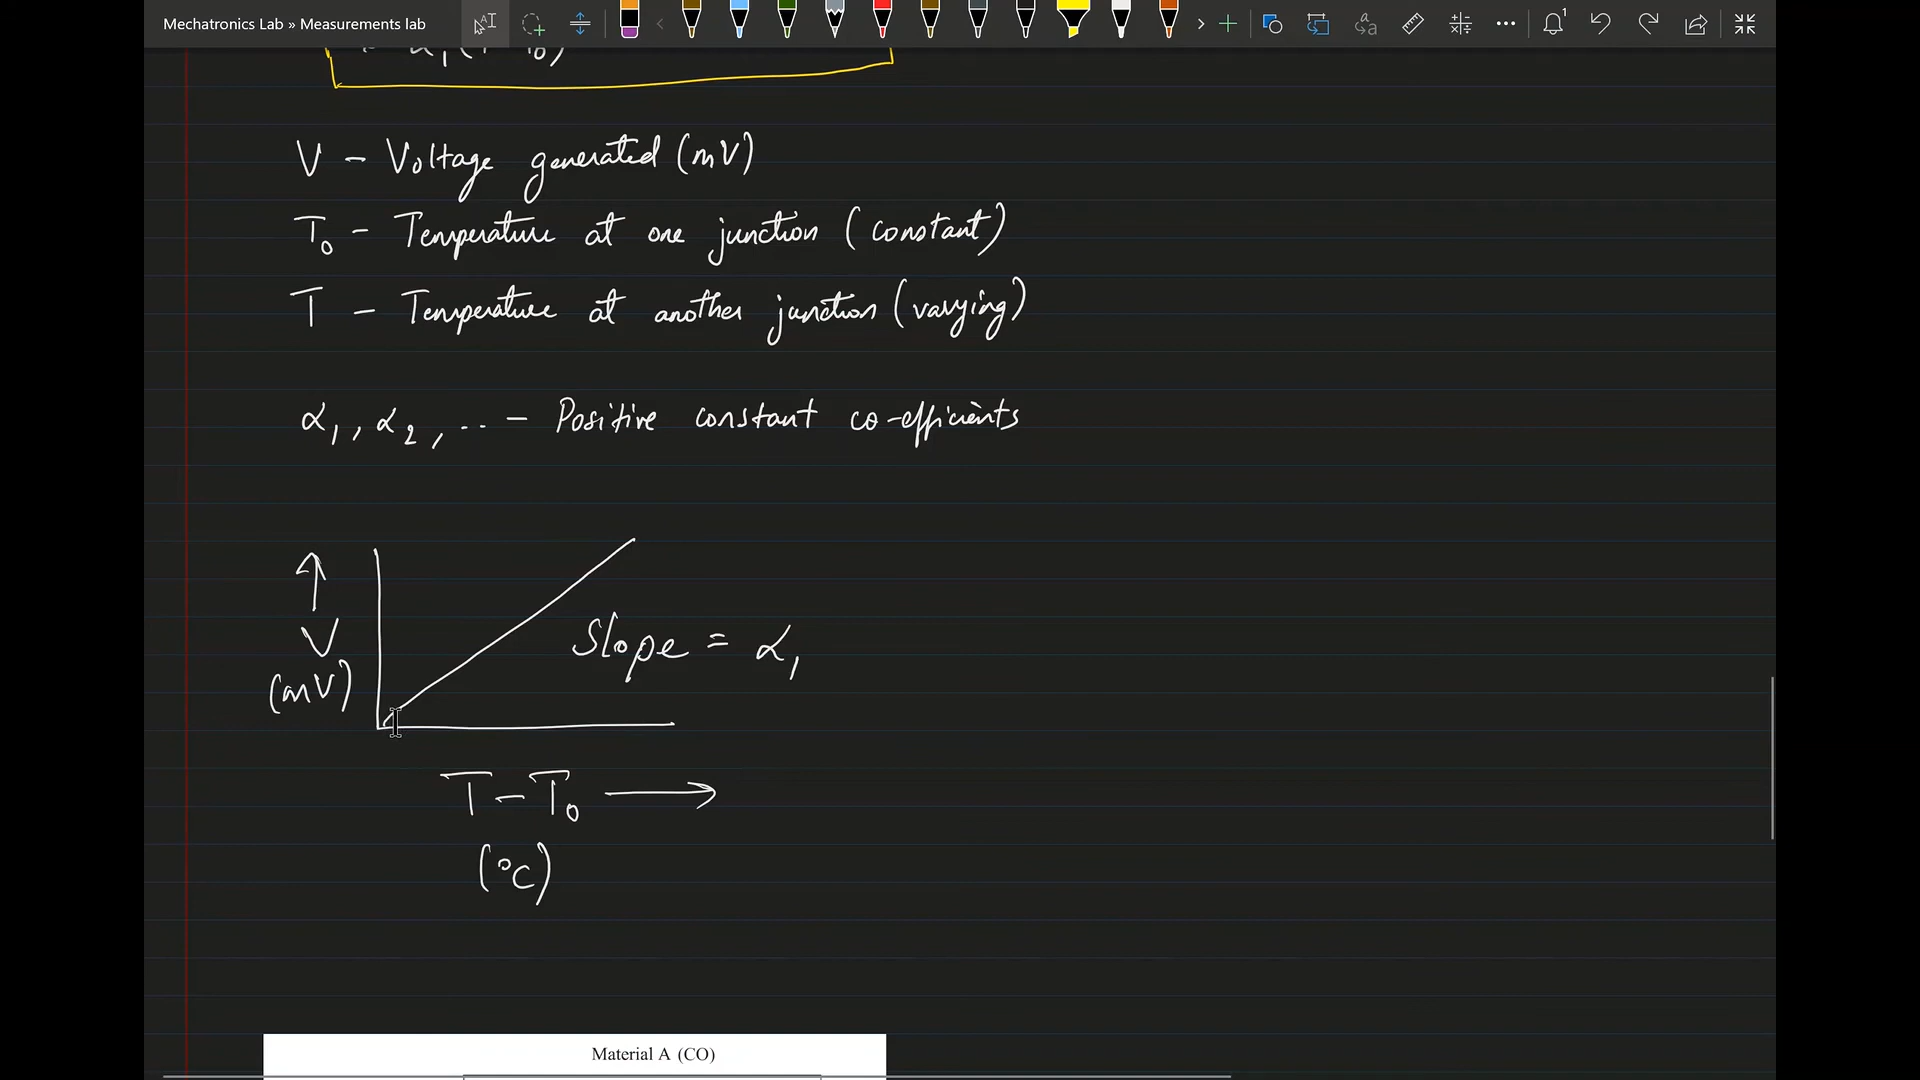 Mechatronics Lab » Measurements lab
V - Voltage generated (mV)
T₀ - Temperature at one junction (constant)
T - Temperature at another junction (varying)
α₁, α₂, .. - Positive constant co-efficients
V
(mV)
Slope = α₁
T - T₀ →
(°C)
Material A (CO)